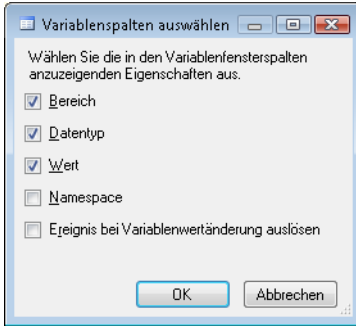 Variablenspalten auswählen
Wählen Sie die in den Variablenfensterspalten
anzuzeigenden Eigenschaften aus.
Bereich
Datentyp
Wert
Namespace
Ereignis bei Variablenwertänderung auslösen
OK
Abbrechen